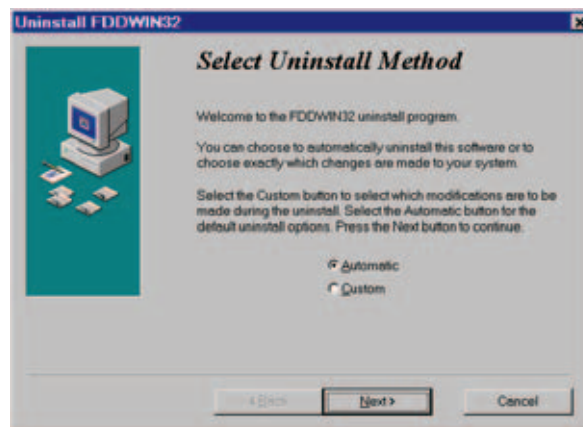 Uninstall FDDWIN32
Select Uninstall Method
Welcome to the FDDWIN32 uninstall program.
You can choose to automatically uninstall this software or to
choose exactly which changes are made to your system.
Select the Custom button to select which modifications are to be
made during the uninstall. Select the Automatic button for the
default uninstall options. Press the Next button to continue.
Automatic
Custom
< Back
Next >
Cancel